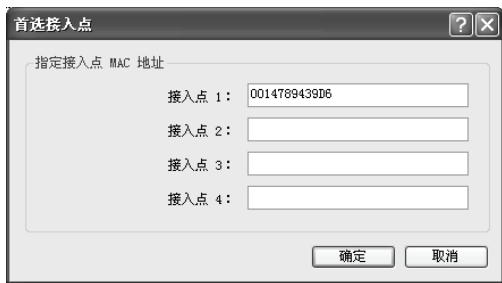 首选接入点
指定接入点 MAC 地址
接入点 1： 0014789439D6
接入点 2：
接入点 3：
接入点 4：
确定 取消